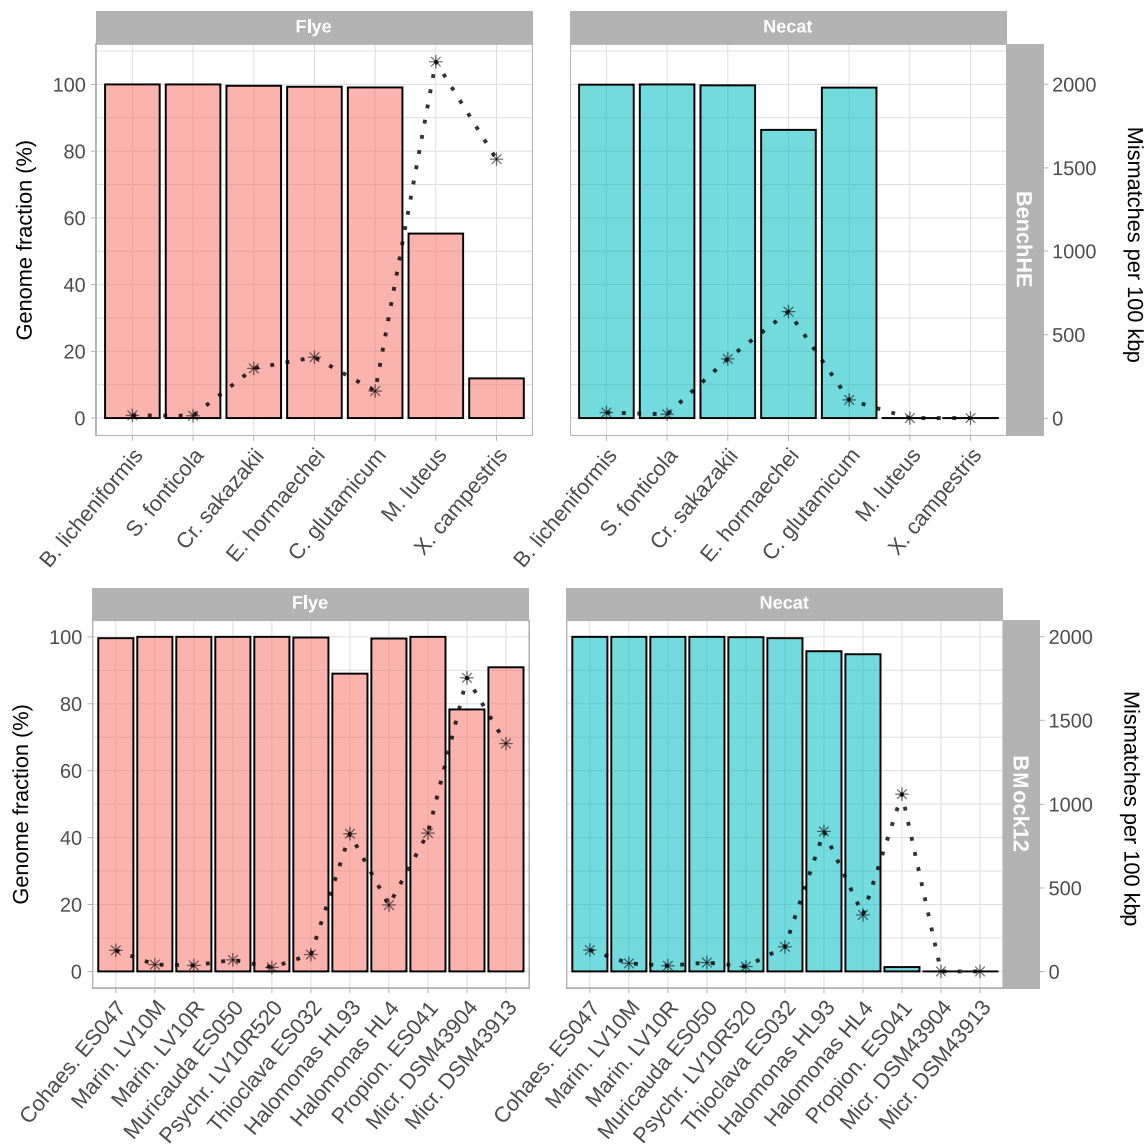 Flye
Necat
100
80
60
40
20
0
Genome fraction (%)
2000
1500
1000
500
0
Mismatches per 100 kbp
BenchHE
B. licheniformis
S. fonticola
Cr. sakazakii
E. hormaechei
C. glutamicum
M. luteus
X. campestris
B. licheniformis
S. fonticola
Cr. sakazakii
E. hormaechei
C. glutamicum
M. luteus
X. campestris
Flye
Necat
100
80
60
40
20
0
Genome fraction (%)
2000
1500
1000
500
0
Mismatches per 100 kbp
BMock12
Cohaes. ES047
Marin. LV10M
Marin. LV10R
Muricauda ES050
Psychr. LV10R520
Thioclava ES032
Halomonas HL93
Halomonas HL4
Propion. ES041
Micr. DSM43904
Micr. DSM43913
Cohaes. ES047
Marin. LV10M
Marin. LV10R
Muricauda ES050
Psychr. LV10R520
Thioclava ES032
Halomonas HL93
Halomonas HL4
Propion. ES041
Micr. DSM43904
Micr. DSM43913